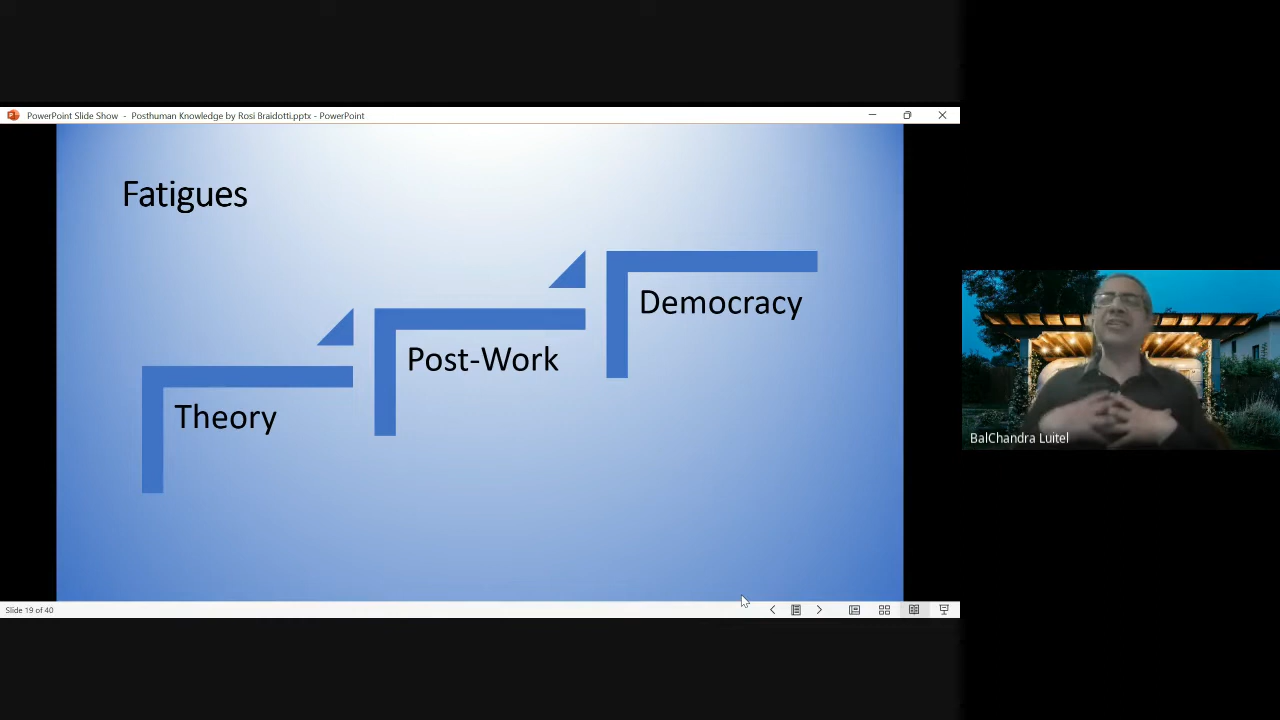 PowerPoint Slide Show - Posthuman Knowledge by Rosi Braidotti.pptx - PowerPoint
Fatigues
Democracy
Post-Work
Theory
BalChandra Luitel
Slide 19 of 40